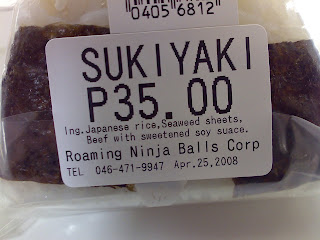 0405 6812
SUKIYAKI
P35.00
Ing.Japanese rice,Seaweed sheets,
Beef with sweetened soy suace.
Roaming Ninja Balls Corp
TEL 046-471-9947 Apr.25,2008